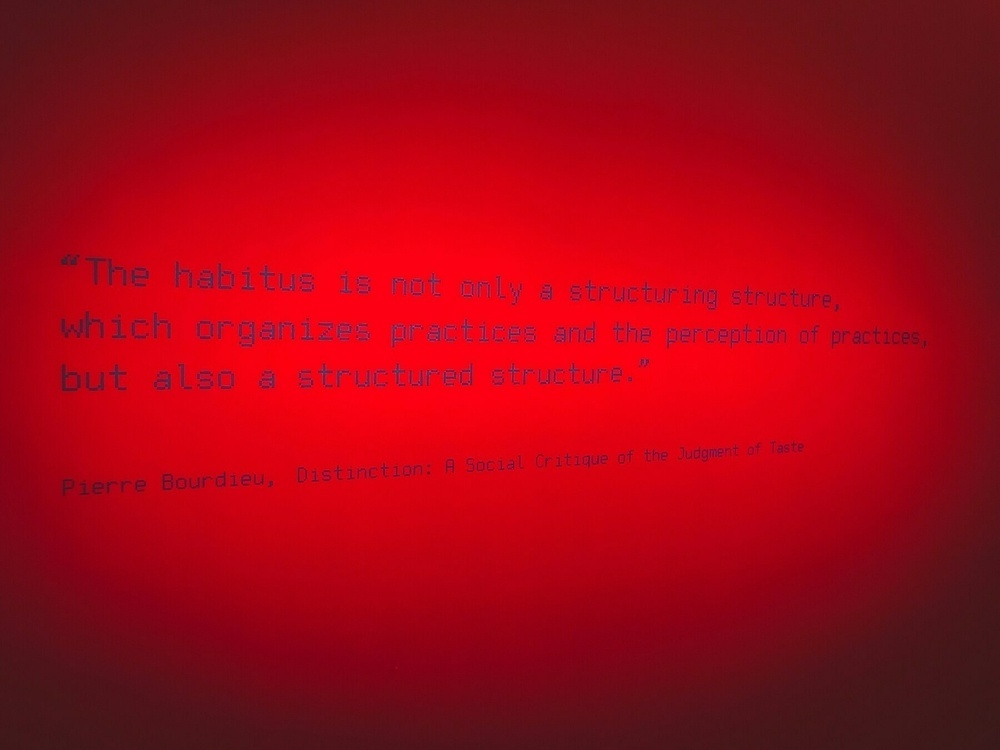 “The habitus is not only a structuring structure,
which organizes practices and the perception of practices,
but also a structured structure.”
Pierre Bourdieu, Distinction: A Social Critique of the Judgment of Taste